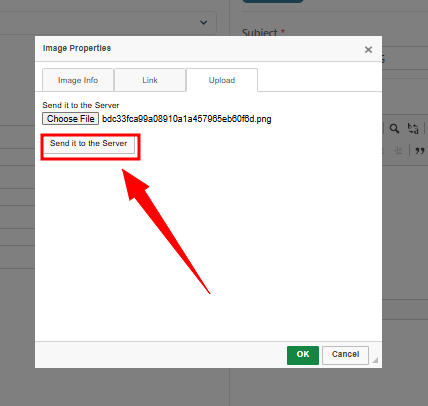 Subject *
Image Properties
Image Info
Link
Upload
Send it to the Server
Choose File bdc33fca99a08910a1a457965eb60f6d.png
Send it to the Server
OK
Cancel